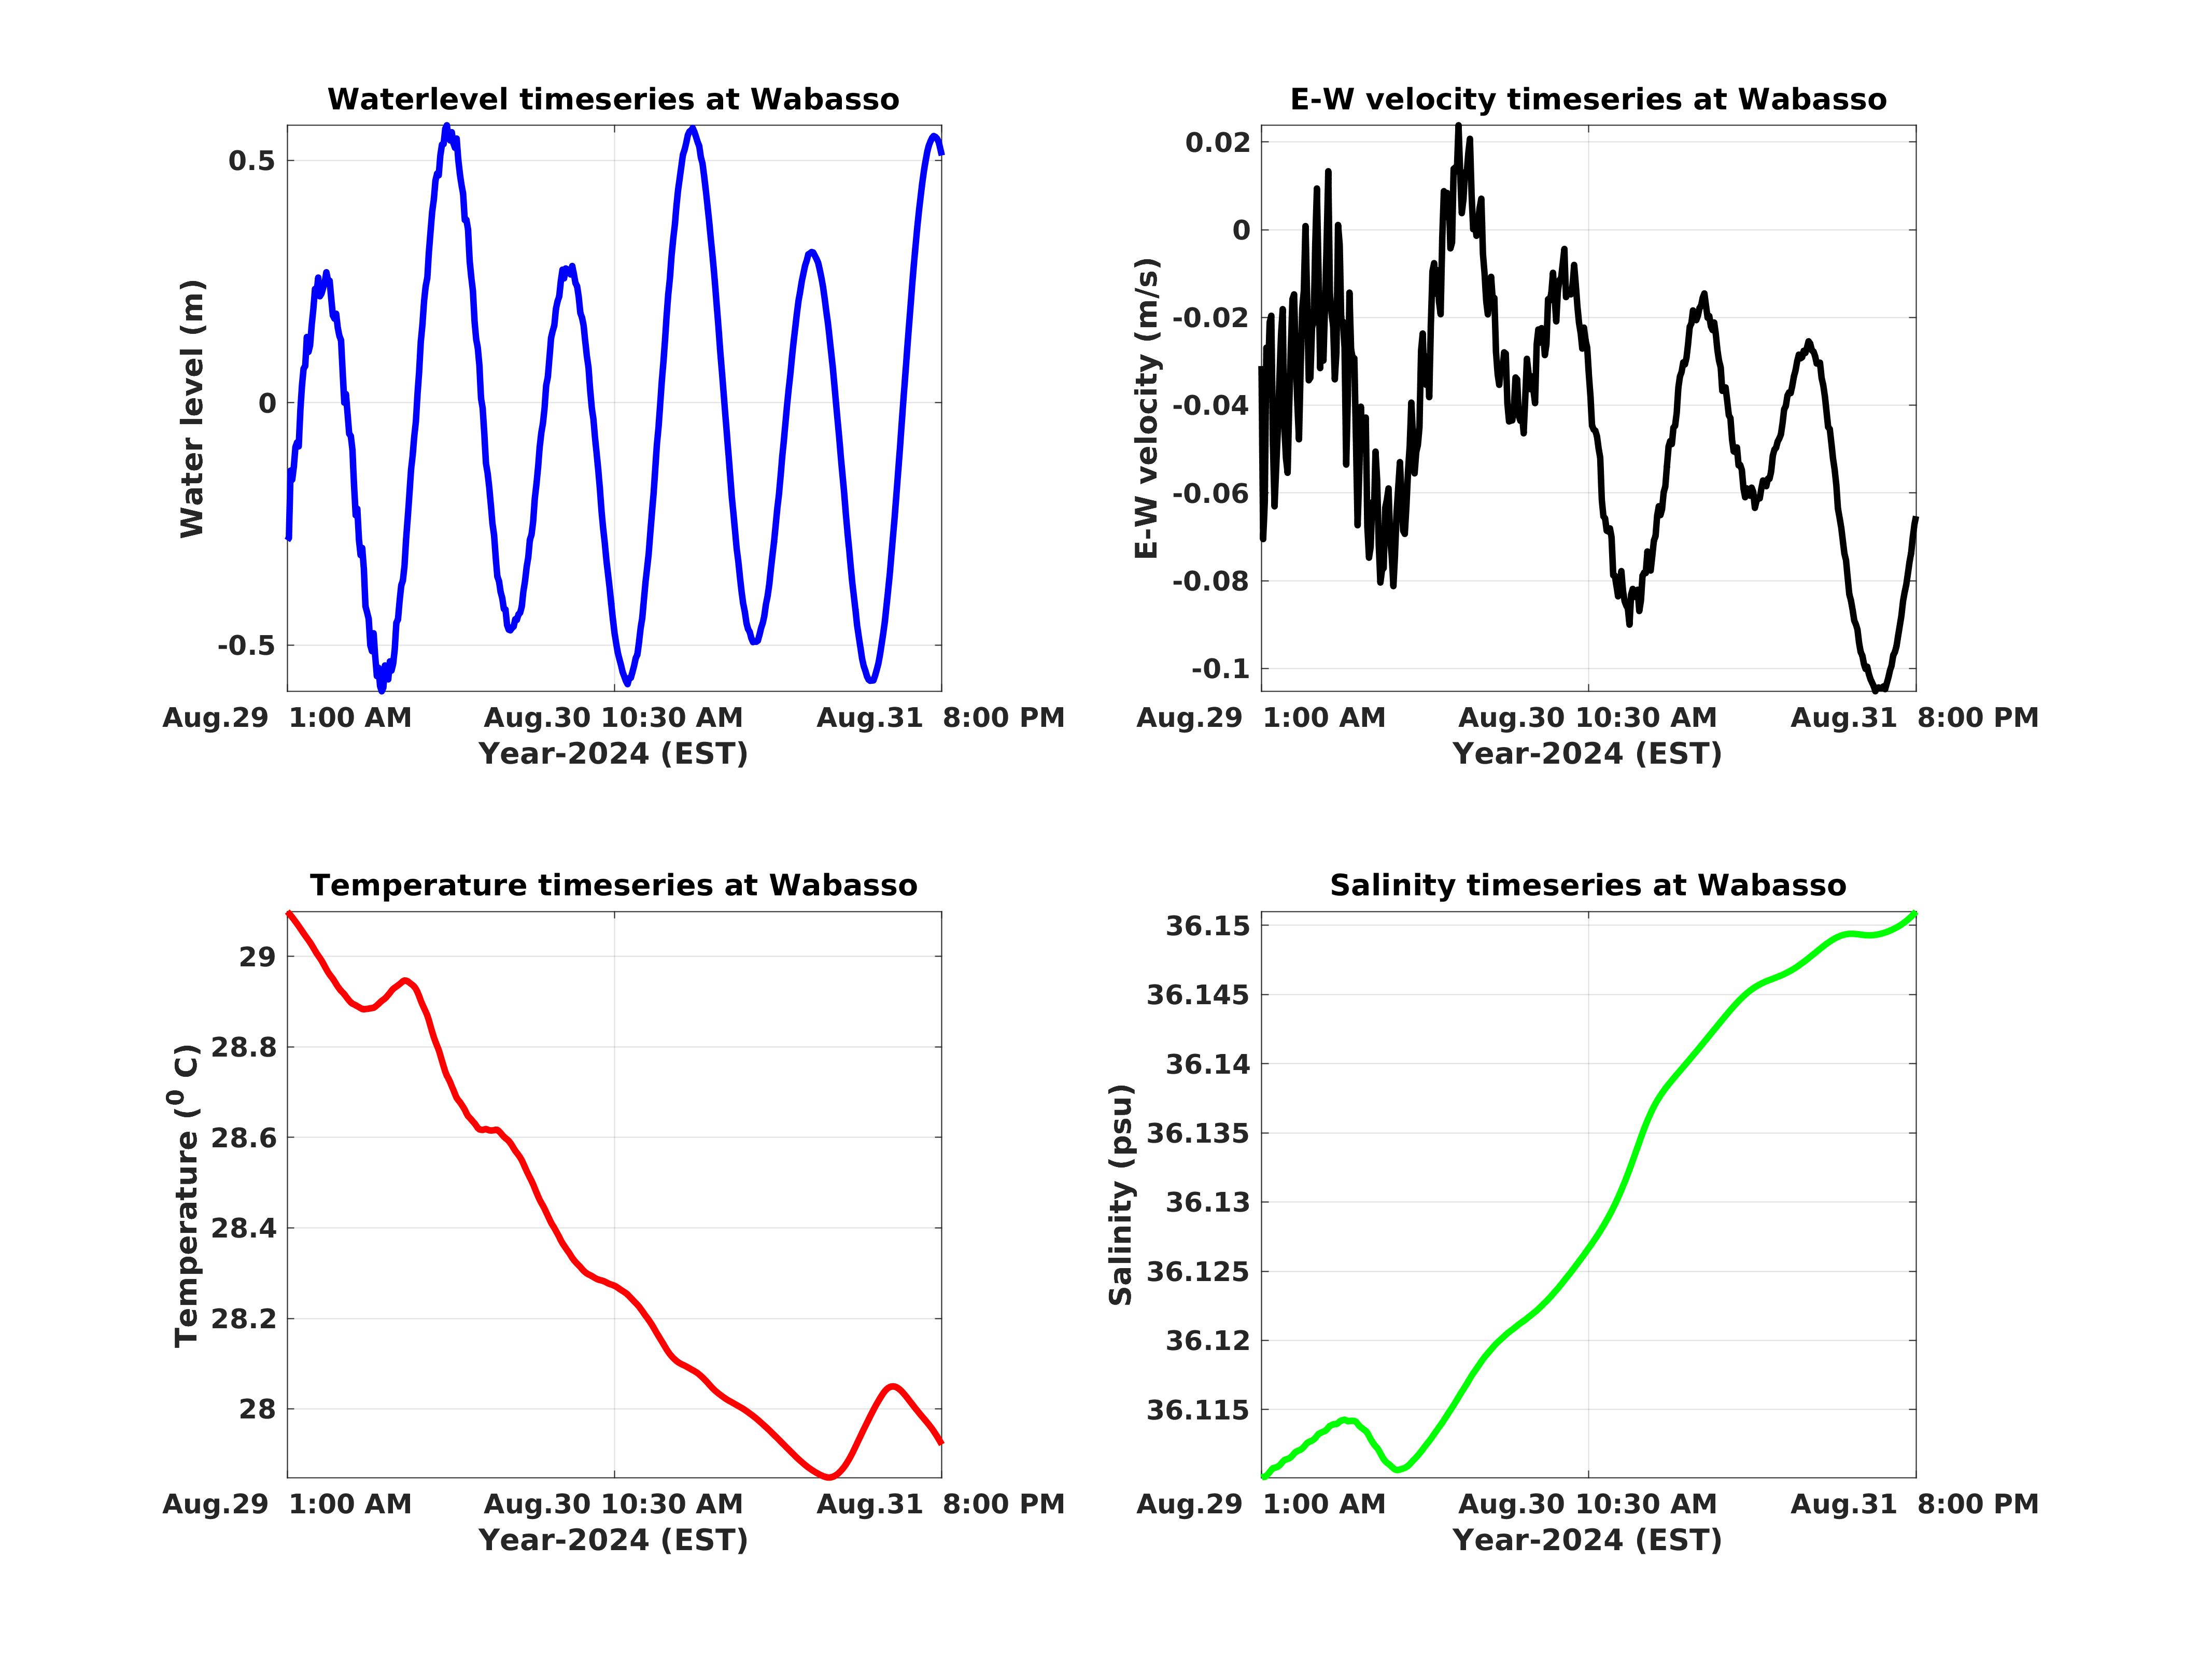 Waterlevel timeseries at Wabasso
0.5
0
-0.5
Water level (m)
Aug.29 1:00 AM Aug.30 10:30 AM Aug.31 8:00 PM
Year-2024 (EST)
E-W velocity timeseries at Wabasso
0.02
0
-0.02
-0.04
-0.06
-0.08
-0.1
E-W velocity (m/s)
Aug.29 1:00 AM Aug.30 10:30 AM Aug.31 8:00 PM
Year-2024 (EST)
Temperature timeseries at Wabasso
29
28.8
28.6
28.4
28.2
28
Temperature (⁰ C)
Aug.29 1:00 AM Aug.30 10:30 AM Aug.31 8:00 PM
Year-2024 (EST)
Salinity timeseries at Wabasso
36.15
36.145
36.14
36.135
36.13
36.125
36.12
36.115
Salinity (psu)
Aug.29 1:00 AM Aug.30 10:30 AM Aug.31 8:00 PM
Year-2024 (EST)